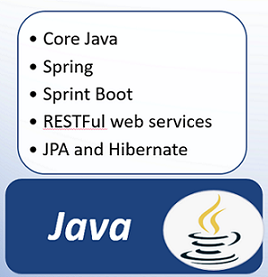 • Core Java
• Spring
• Sprint Boot
• RESTFul web services
• JPA and Hibernate
Java